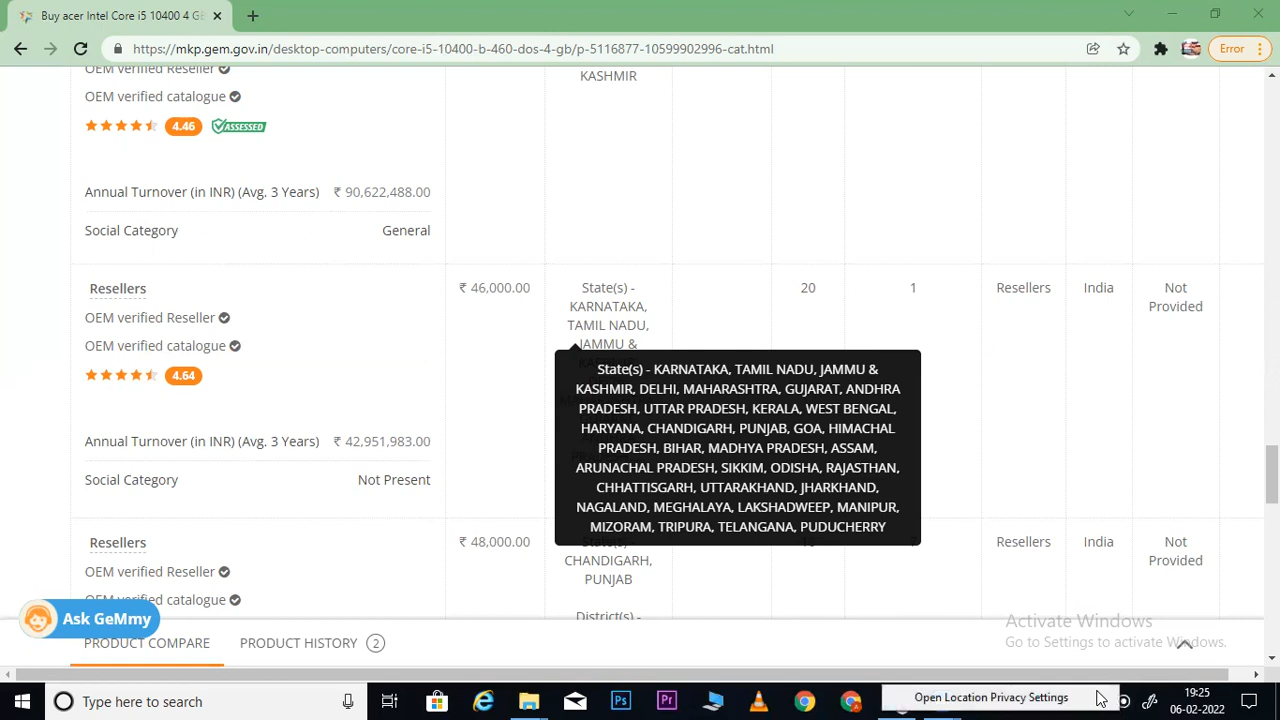 Buy acer Intel Core i5 10400 4 GE
https://mkp.gem.gov.in/desktop-computers/core-i5-10400-b-460-dos-4-gb/p-5116877-10599902996-cat.html
Error
OEM verified Reseller
KASHMIR
OEM verified catalogue
4.46
ASSESSED
Annual Turnover (in INR) (Avg. 3 Years)
₹ 90,622,488.00
Social Category
General
Resellers
₹ 46,000.00
State(s) -
KARNATAKA,
TAMIL NADU,
JAMMU &
20
1
Resellers
India
Not
Provided
OEM verified Reseller
OEM verified catalogue
4.64
Annual Turnover (in INR) (Avg. 3 Years)
₹ 42,951,983.00
Social Category
Not Present
State(s) - KARNATAKA, TAMIL NADU, JAMMU &
KASHMIR, DELHI, MAHARASHTRA, GUJARAT, ANDHRA
PRADESH, UTTAR PRADESH, KERALA, WEST BENGAL,
HARYANA, CHANDIGARH, PUNJAB, GOA, HIMACHAL
PRADESH, BIHAR, MADHYA PRADESH, ASSAM,
ARUNACHAL PRADESH, SIKKIM, ODISHA, RAJASTHAN,
CHHATTISGARH, UTTARAKHAND, JHARKHAND,
NAGALAND, MEGHALAYA, LAKSHADWEEP, MANIPUR,
MIZORAM, TRIPURA, TELANGANA, PUDUCHERRY
Resellers
₹ 48,000.00
State(s) -
CHANDIGARH,
PUNJAB
District(s) -
Resellers
India
Not
Provided
OEM verified Reseller
OEM verified catalogue
Ask GeMmy
PRODUCT COMPARE
PRODUCT HISTORY
2
Activate Windows
Go to Settings to activate Windows.
Type here to search
Ps
Pr
Open Location Privacy Settings
19:25
06-02-2022